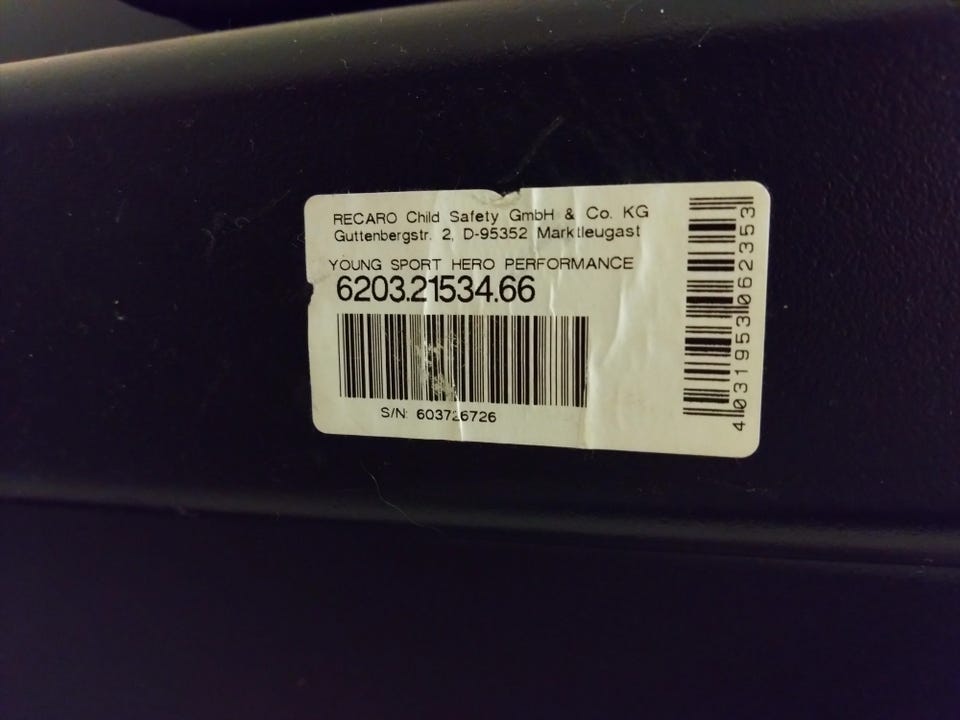 RECARO Child Safety GmbH & Co. KG
Guttenbergstr. 2, D-95352 Marktleugast
YOUNG SPORT HERO PERFORMANCE
6203.21534.66
S/N: 603726726
4031953062353